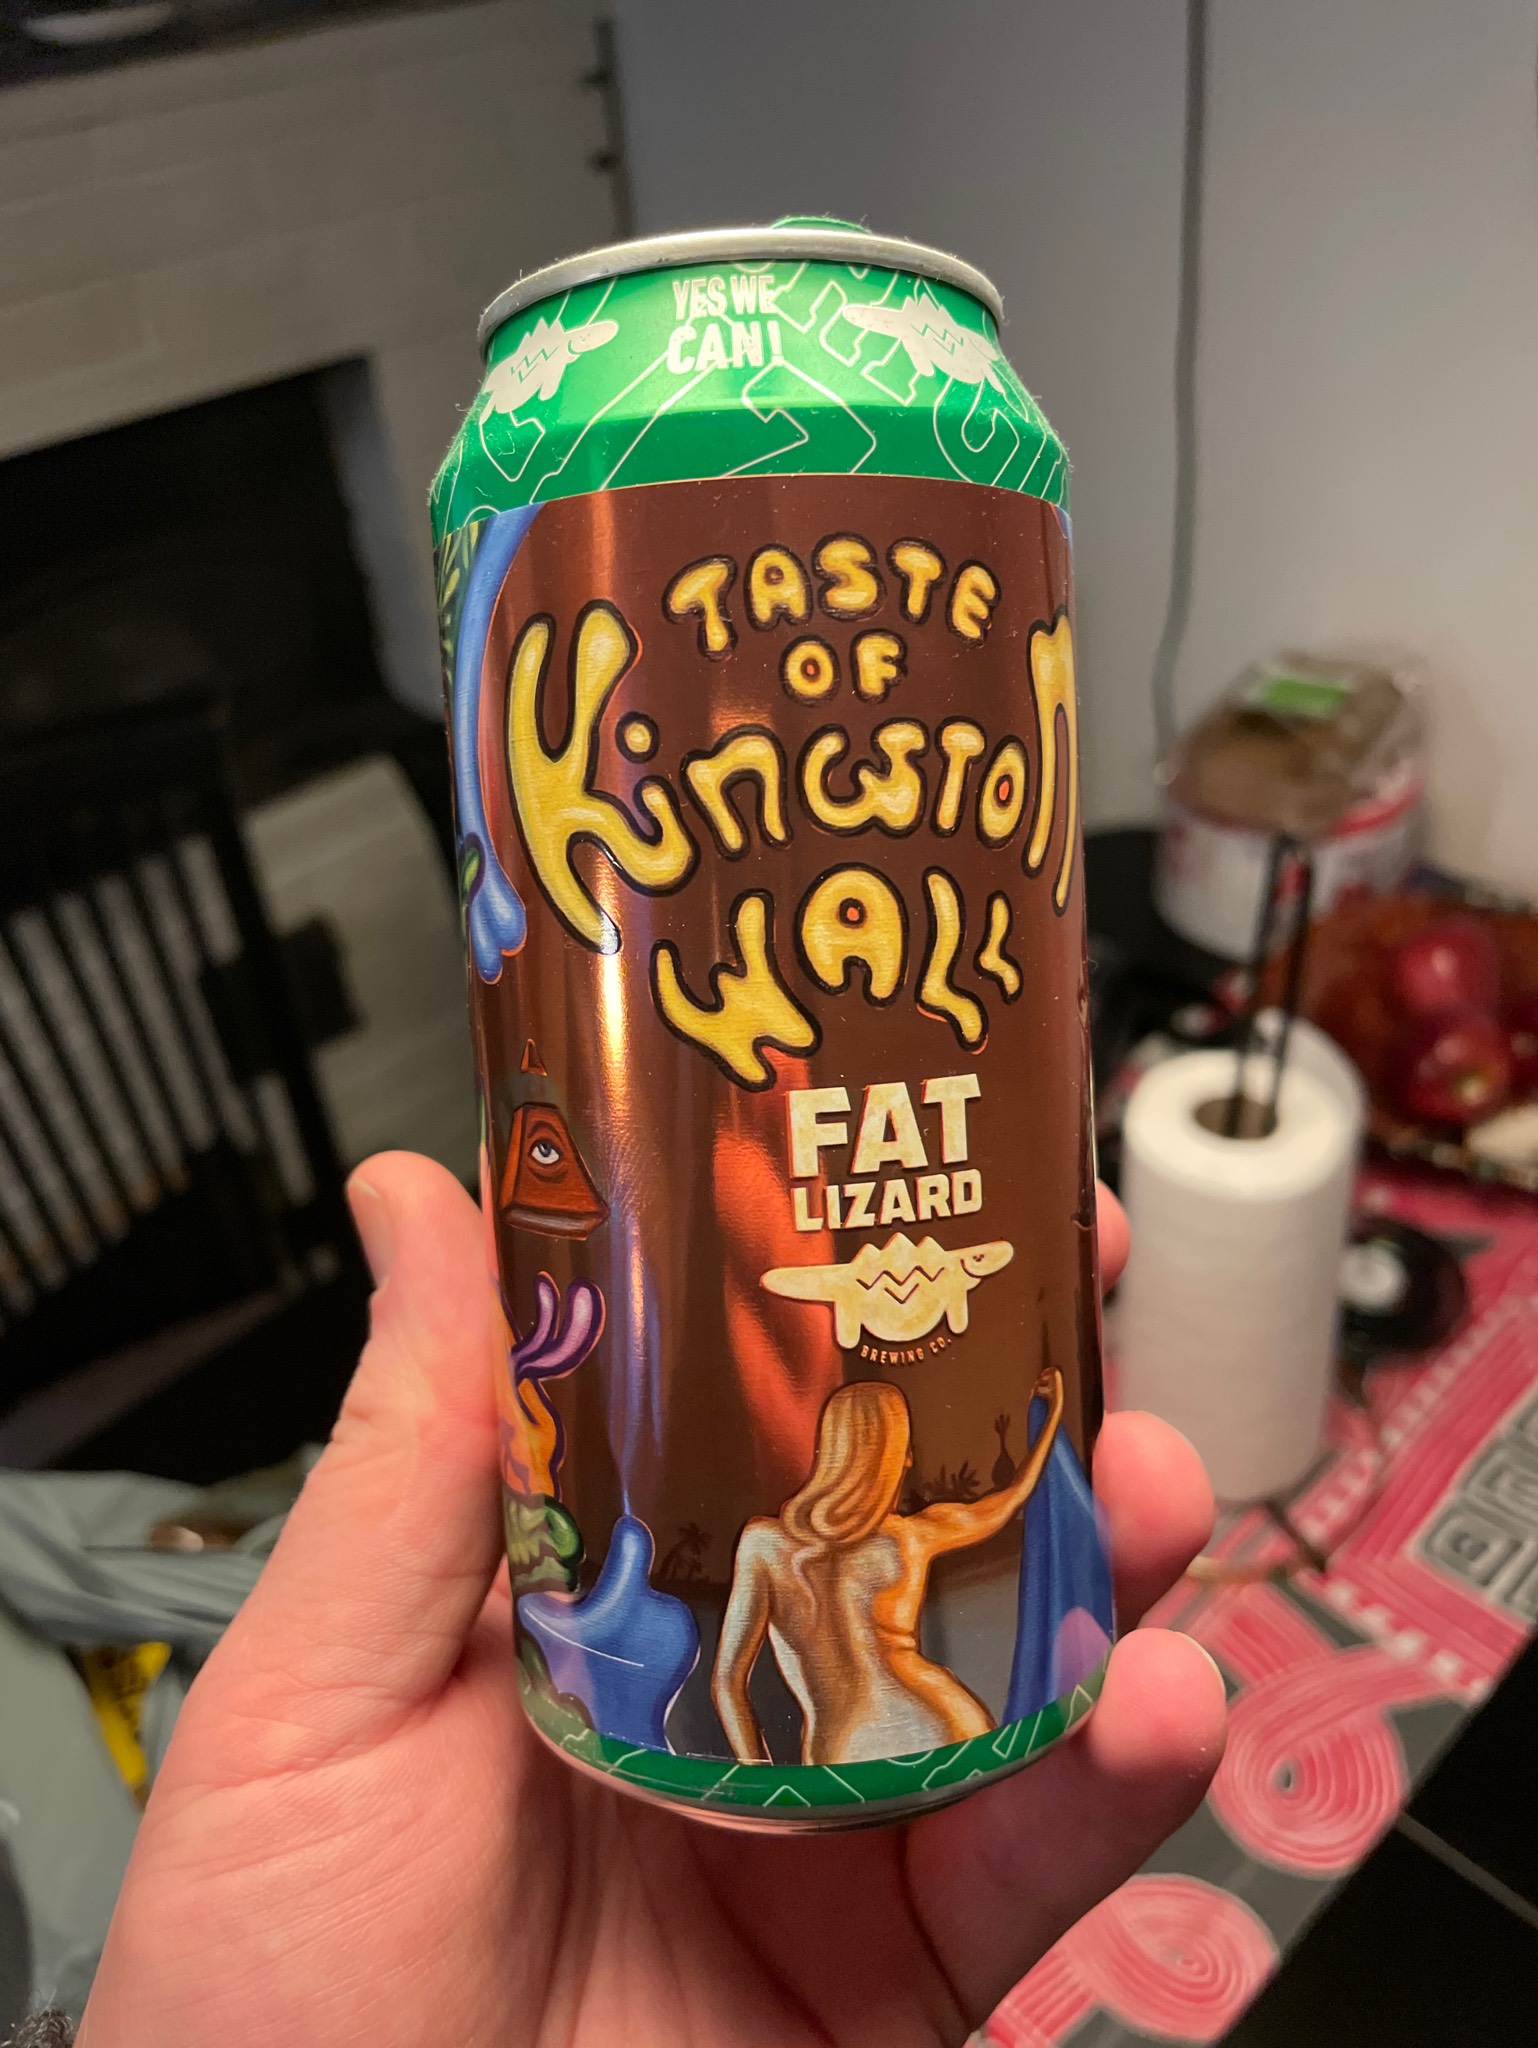 YES WE
CAN!
TASTE
OF
KINGSTON
WALL
FAT
LIZARD
BREWING CO.